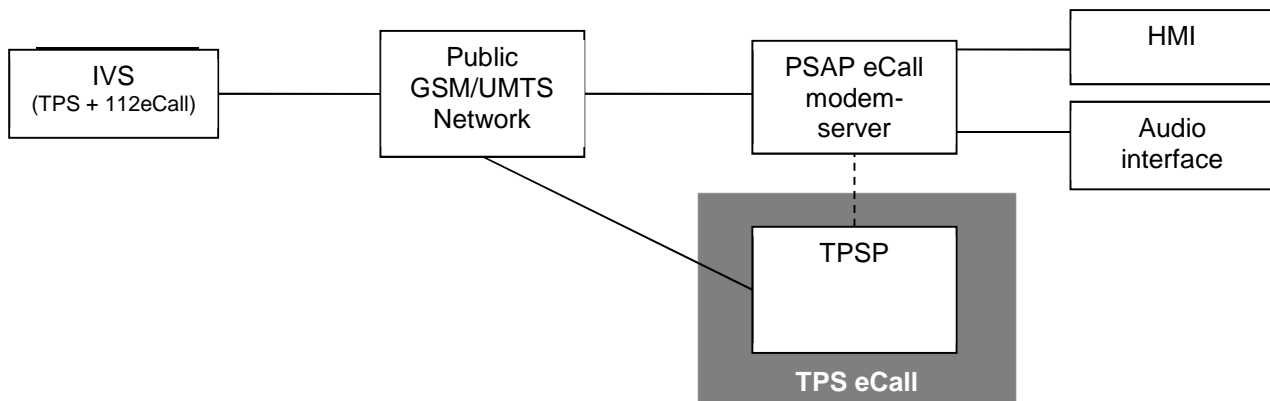 IVS
(TPS + 112eCall)
Public
GSM/UMTS
Network
PSAP eCall
modem-
server
HMI
Audio
interface
TPSP
TPS eCall